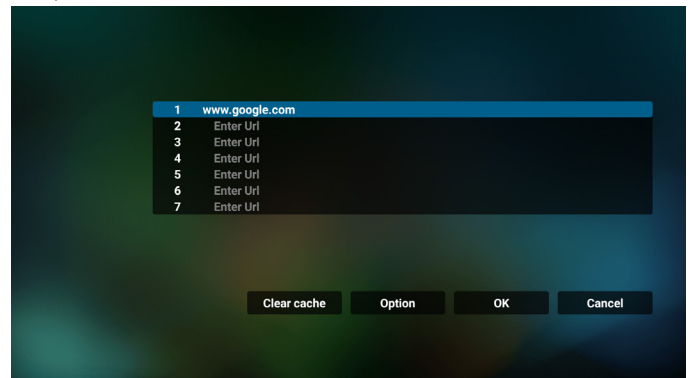 1 www.google.com
2 Enter Url
3 Enter Url
4 Enter Url
5 Enter Url
6 Enter Url
7 Enter Url
Clear cache Option OK Cancel